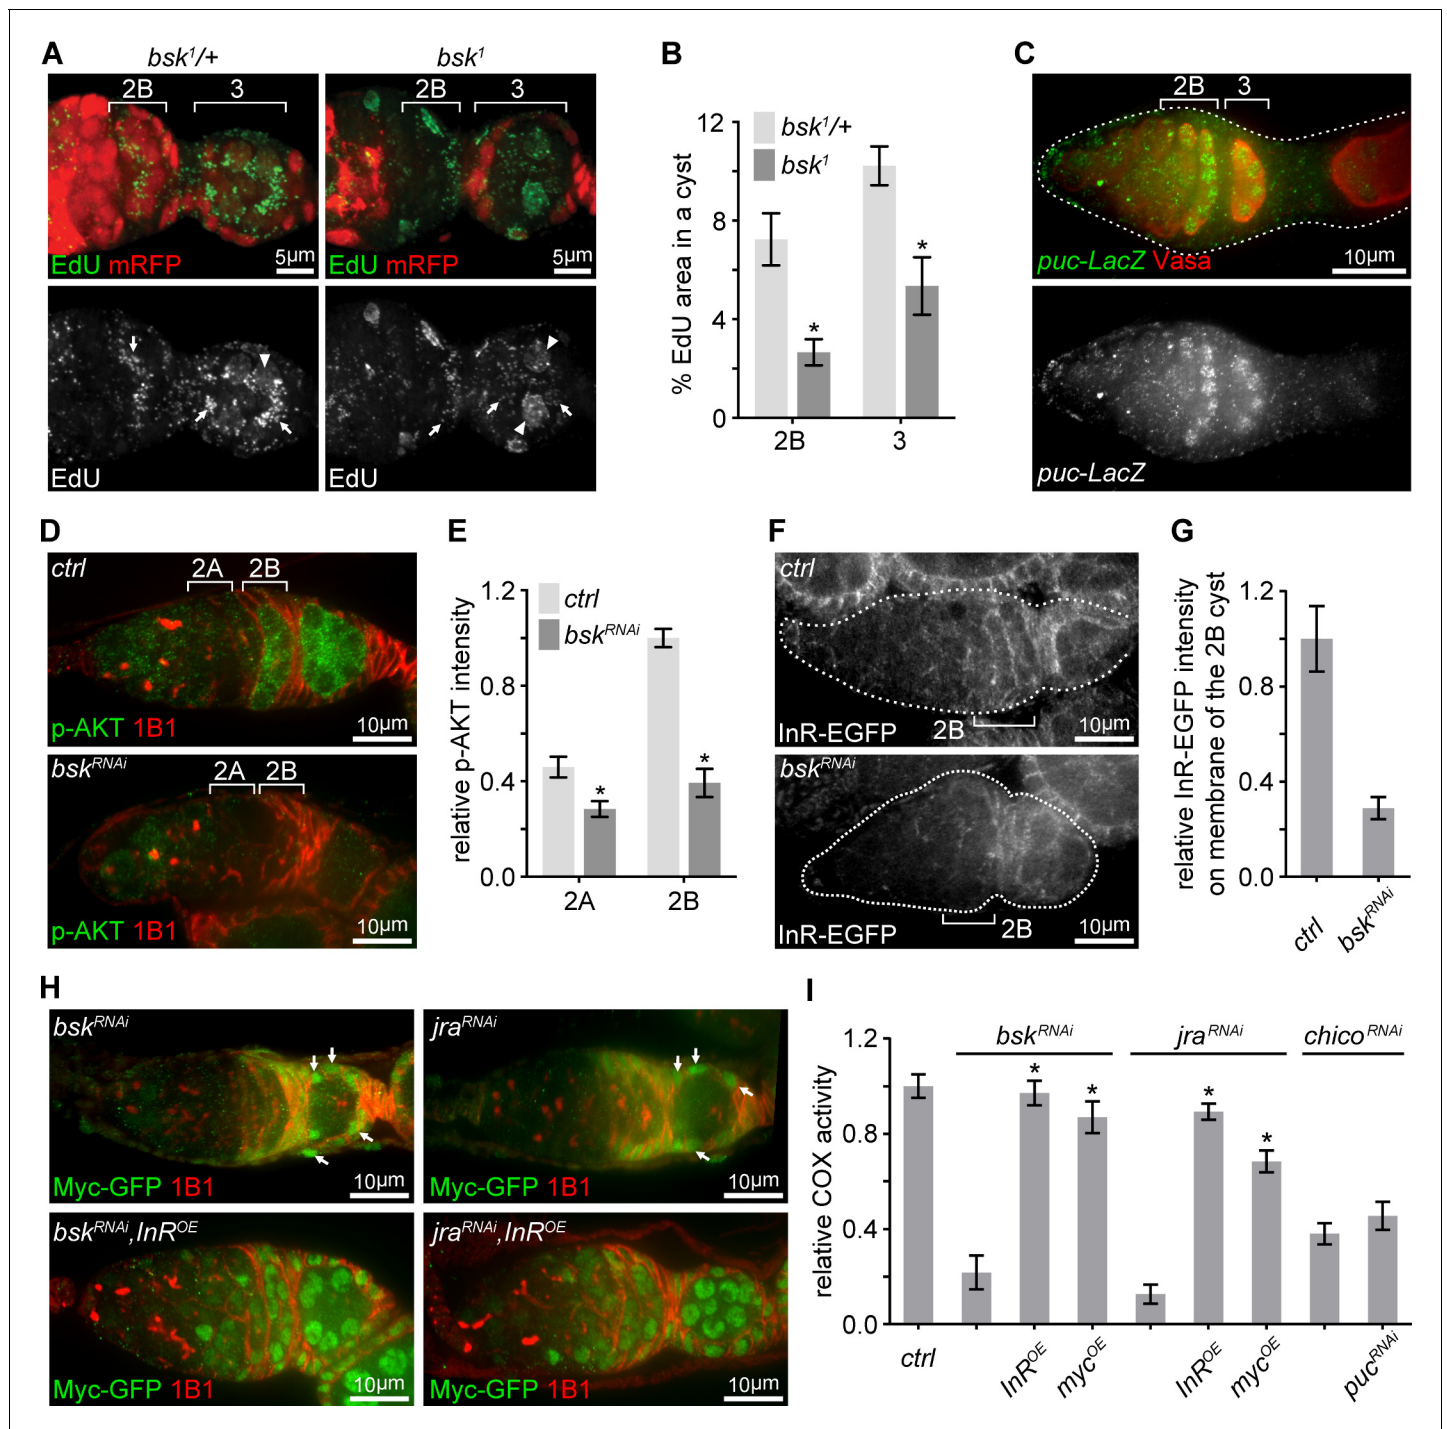 A
bsk1/+
bsk1
2B
3
2B
3
EdU mRFP
5µm
EdU mRFP
5µm
EdU
EdU
B
% EdU area in a cyst
12
8
4
0
bsk1/+
bsk1
*
*
2B
3
C
2B
3
puc-LacZ Vasa
10µm
puc-LacZ
D
ctrl
2A
2B
p-AKT 1B1
10µm
bskRNAi
2A
2B
p-AKT 1B1
10µm
E
relative p-AKT intensity
1.2
0.8
0.4
0.0
ctrl
bskRNAi
*
*
2A
2B
F
ctrl
2B
InR-EGFP
10µm
bskRNAi
2B
InR-EGFP
10µm
G
relative InR-EGFP intensity
on membrane of the 2B cyst
1.2
0.8
0.4
0.0
ctrl
bskRNAi
H
bskRNAi
Myc-GFP 1B1
10µm
jraRNAi
Myc-GFP 1B1
10µm
bskRNAi,InROE
Myc-GFP 1B1
10µm
jraRNAi,InROE
Myc-GFP 1B1
10µm
I
relative COX activity
1.2
0.8
0.4
0.0
bskRNAi
jraRNAi
chicoRNAi
*
*
*
*
ctrl
InROE
mycOE
InROE
mycOE
pucRNAi